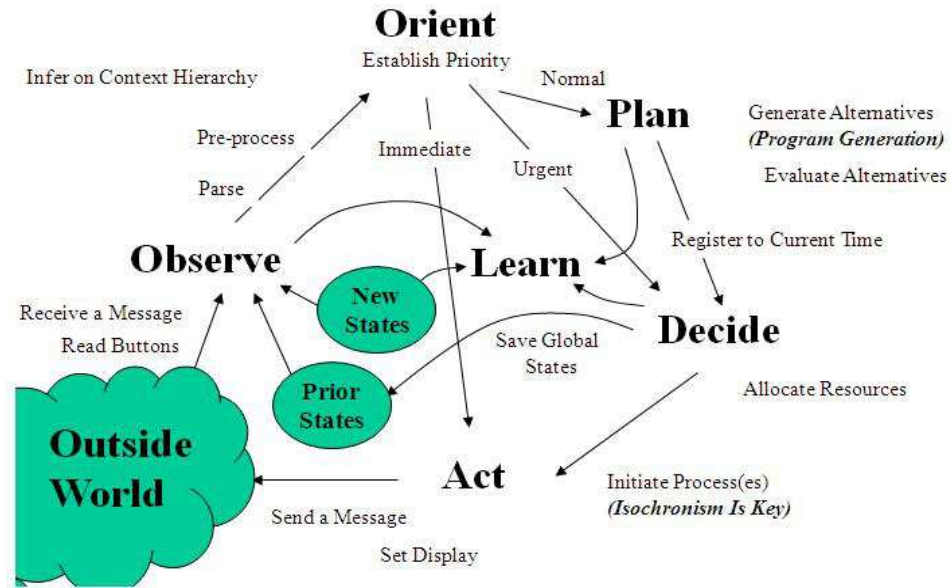 Orient
Establish Priority
Infer on Context Hierarchy
Normal
Plan
Generate Alternatives
(Program Generation)
Evaluate Alternatives
Pre-process
Immediate
Urgent
Parse
Register to Current Time
Observe
Learn
New
States
Receive a Message
Read Buttons
Decide
Save Global
States
Prior
States
Allocate Resources
Outside
World
Act
Initiate Process(es)
(Isochronism Is Key)
Send a Message
Set Display